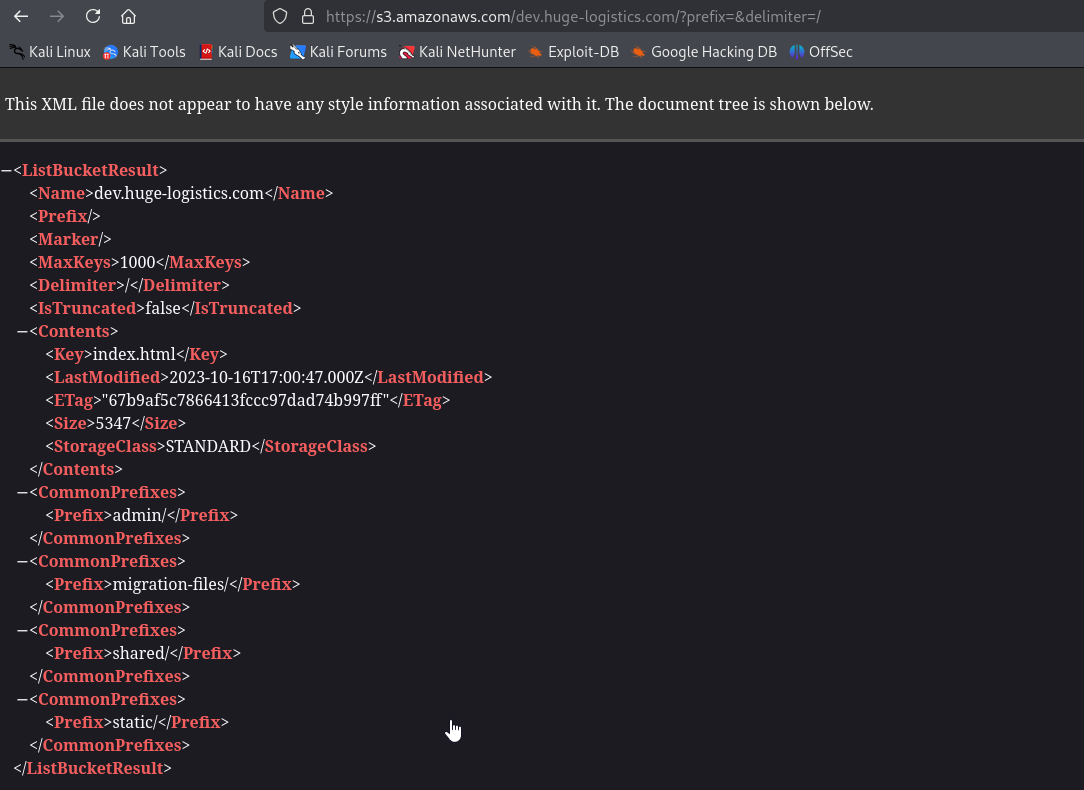 https://s3.amazonaws.com/dev.huge-logistics.com/?prefix=&delimiter=/
Kali Linux Kali Tools Kali Docs Kali Forums Kali NetHunter Exploit-DB Google Hacking DB OffSec
This XML file does not appear to have any style information associated with it. The document tree is shown below.
−<ListBucketResult>
<Name>dev.huge-logistics.com</Name>
<Prefix/>
<Marker/>
<MaxKeys>1000</MaxKeys>
<Delimiter>/</Delimiter>
<IsTruncated>false</IsTruncated>
−<Contents>
<Key>index.html</Key>
<LastModified>2023-10-16T17:00:47.000Z</LastModified>
<ETag>"67b9af5c7866413fccc97dad74b997ff"</ETag>
<Size>5347</Size>
<StorageClass>STANDARD</StorageClass>
</Contents>
−<CommonPrefixes>
<Prefix>admin/</Prefix>
</CommonPrefixes>
−<CommonPrefixes>
<Prefix>migration-files/</Prefix>
</CommonPrefixes>
−<CommonPrefixes>
<Prefix>shared/</Prefix>
</CommonPrefixes>
−<CommonPrefixes>
<Prefix>static/</Prefix>
</CommonPrefixes>
</ListBucketResult>